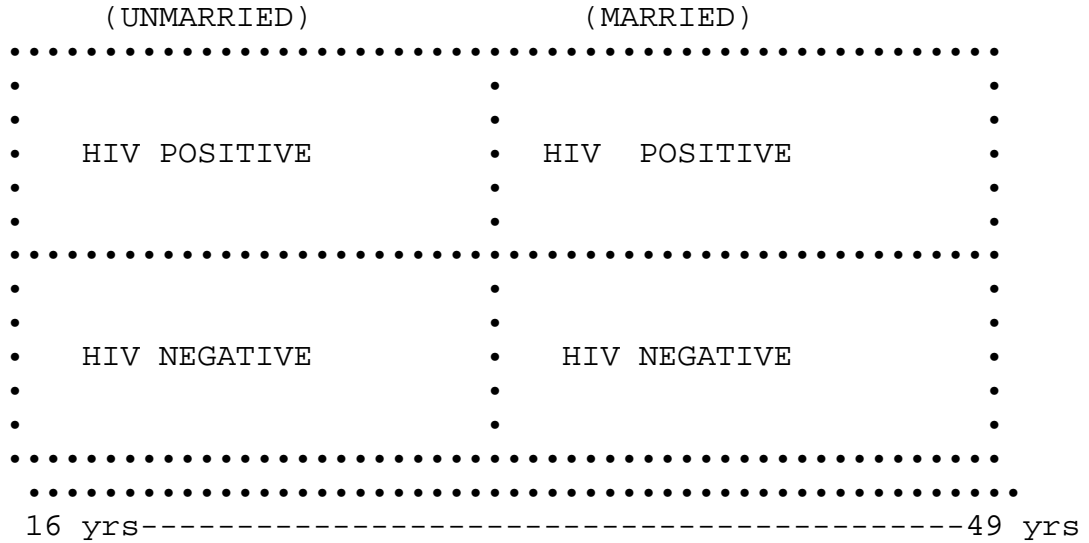 (UNMARRIED) (MARRIED)
HIV POSITIVE HIV POSITIVE
HIV NEGATIVE HIV NEGATIVE
16 yrs-------------------------------------------49 yrs